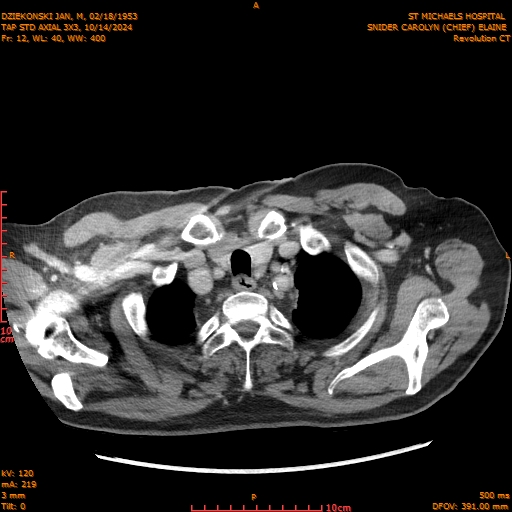 DZIEKONSKI JAN, M, 02/18/1953
TAP STD AXIAL 3X3, 10/14/2024
Fr: 12, WL: 40, WW: 400
A
ST MICHAELS HOSPITAL
SNIDER CAROLYN (CHIEF) ELAINE
Revolution CT
R
L
10
cm
kV: 120
mA: 219
3 mm
Tilt: 0
P
10cm
500 ms
DFOV: 391.00 mm